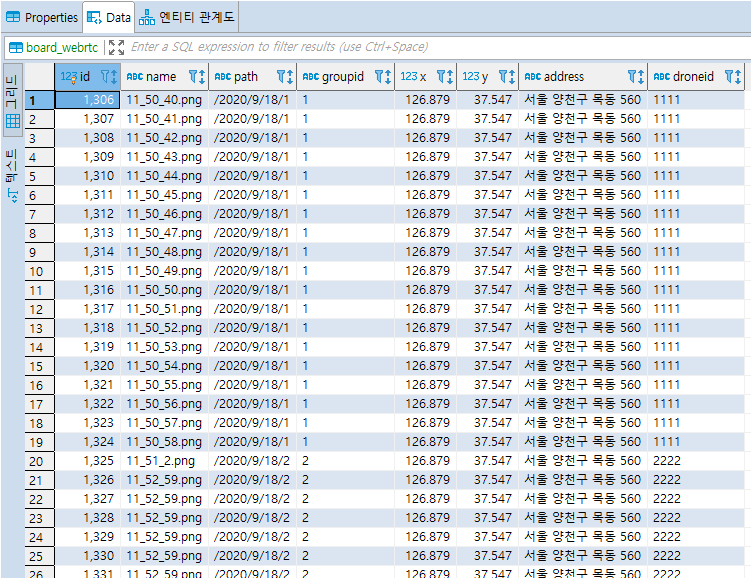 Properties Data 엔티티 관계도
board_webrtc Enter a SQL expression to filter results (use Ctrl+Space)
그리드
텍스트
123 id ABC name ABC path ABC groupid 123 x 123 y ABC address ABC droneid
1 1,306 11_50_40.png /2020/9/18/1 1 126.879 37.547 서울 양천구 목동 560 1111
2 1,307 11_50_41.png /2020/9/18/1 1 126.879 37.547 서울 양천구 목동 560 1111
3 1,308 11_50_42.png /2020/9/18/1 1 126.879 37.547 서울 양천구 목동 560 1111
4 1,309 11_50_43.png /2020/9/18/1 1 126.879 37.547 서울 양천구 목동 560 1111
5 1,310 11_50_44.png /2020/9/18/1 1 126.879 37.547 서울 양천구 목동 560 1111
6 1,311 11_50_45.png /2020/9/18/1 1 126.879 37.547 서울 양천구 목동 560 1111
7 1,312 11_50_46.png /2020/9/18/1 1 126.879 37.547 서울 양천구 목동 560 1111
8 1,313 11_50_47.png /2020/9/18/1 1 126.879 37.547 서울 양천구 목동 560 1111
9 1,314 11_50_48.png /2020/9/18/1 1 126.879 37.547 서울 양천구 목동 560 1111
10 1,315 11_50_49.png /2020/9/18/1 1 126.879 37.547 서울 양천구 목동 560 1111
11 1,316 11_50_50.png /2020/9/18/1 1 126.879 37.547 서울 양천구 목동 560 1111
12 1,317 11_50_51.png /2020/9/18/1 1 126.879 37.547 서울 양천구 목동 560 1111
13 1,318 11_50_52.png /2020/9/18/1 1 126.879 37.547 서울 양천구 목동 560 1111
14 1,319 11_50_53.png /2020/9/18/1 1 126.879 37.547 서울 양천구 목동 560 1111
15 1,320 11_50_54.png /2020/9/18/1 1 126.879 37.547 서울 양천구 목동 560 1111
16 1,321 11_50_55.png /2020/9/18/1 1 126.879 37.547 서울 양천구 목동 560 1111
17 1,322 11_50_56.png /2020/9/18/1 1 126.879 37.547 서울 양천구 목동 560 1111
18 1,323 11_50_57.png /2020/9/18/1 1 126.879 37.547 서울 양천구 목동 560 1111
19 1,324 11_50_58.png /2020/9/18/1 1 126.879 37.547 서울 양천구 목동 560 1111
20 1,325 11_51_2.png /2020/9/18/2 2 126.879 37.547 서울 양천구 목동 560 2222
21 1,326 11_52_59.png /2020/9/18/2 2 126.879 37.547 서울 양천구 목동 560 2222
22 1,327 11_52_59.png /2020/9/18/2 2 126.879 37.547 서울 양천구 목동 560 2222
23 1,328 11_52_59.png /2020/9/18/2 2 126.879 37.547 서울 양천구 목동 560 2222
24 1,329 11_52_59.png /2020/9/18/2 2 126.879 37.547 서울 양천구 목동 560 2222
25 1,330 11_52_59.png /2020/9/18/2 2 126.879 37.547 서울 양천구 목동 560 2222
26 1,331 11_52_59.png /2020/9/18/2 2 126.879 37.547 서울 양천구 목동 560 2222